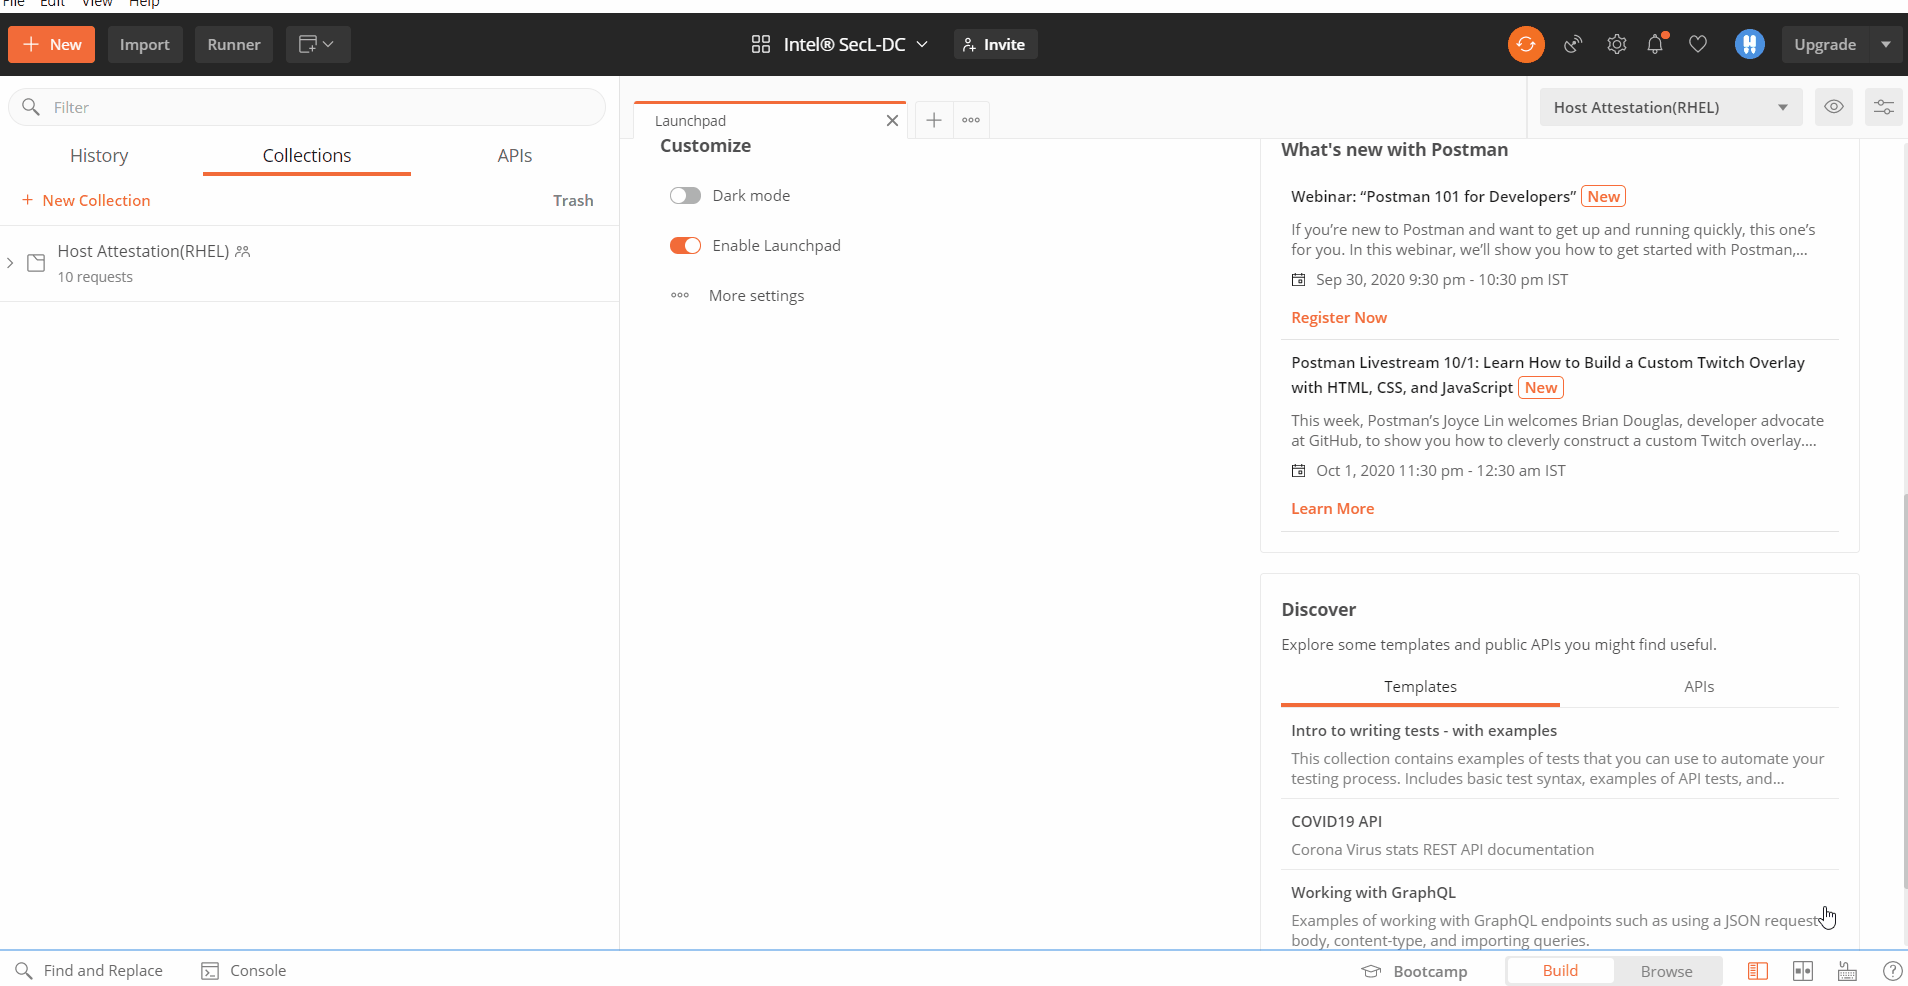 File Edit View Help
New Import Runner Intel® SecL-DC Invite Upgrade
Filter
History Collections APIs
New Collection Trash
Host Attestation(RHEL)
10 requests
Launchpad
Host Attestation(RHEL)
Customize
Dark mode
Enable Launchpad
More settings
What's new with Postman
Webinar: “Postman 101 for Developers” New
If you’re new to Postman and want to get up and running quickly, this one’s
for you. In this webinar, we’ll show you how to get started with Postman,...
Sep 30, 2020 9:30 pm - 10:30 pm IST
Register Now
Postman Livestream 10/1: Learn How to Build a Custom Twitch Overlay
with HTML, CSS, and JavaScript New
This week, Postman’s Joyce Lin welcomes Brian Douglas, developer advocate
at GitHub, to show you how to cleverly construct a custom Twitch overlay....
Oct 1, 2020 11:30 pm - 12:30 am IST
Learn More
Discover
Explore some templates and public APIs you might find useful.
Templates APIs
Intro to writing tests - with examples
This collection contains examples of tests that you can use to automate your
testing process. Includes basic test syntax, examples of API tests, and...
COVID19 API
Corona Virus stats REST API documentation
Working with GraphQL
Examples of working with GraphQL endpoints such as using a JSON request
body, content-type, and importing queries.
Find and Replace Console Bootcamp Build Browse